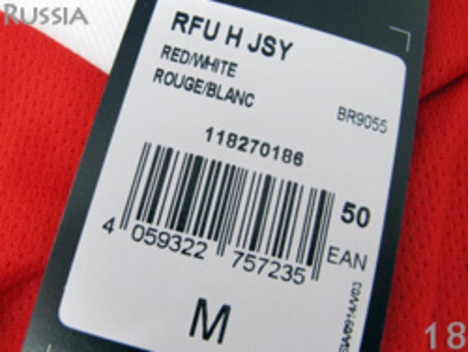 RUSSIA
RFU H JSY
RED/WHITE
ROUGE/BLANC
BR9055
118270186
50
EAN
4 059322 757235
M
18